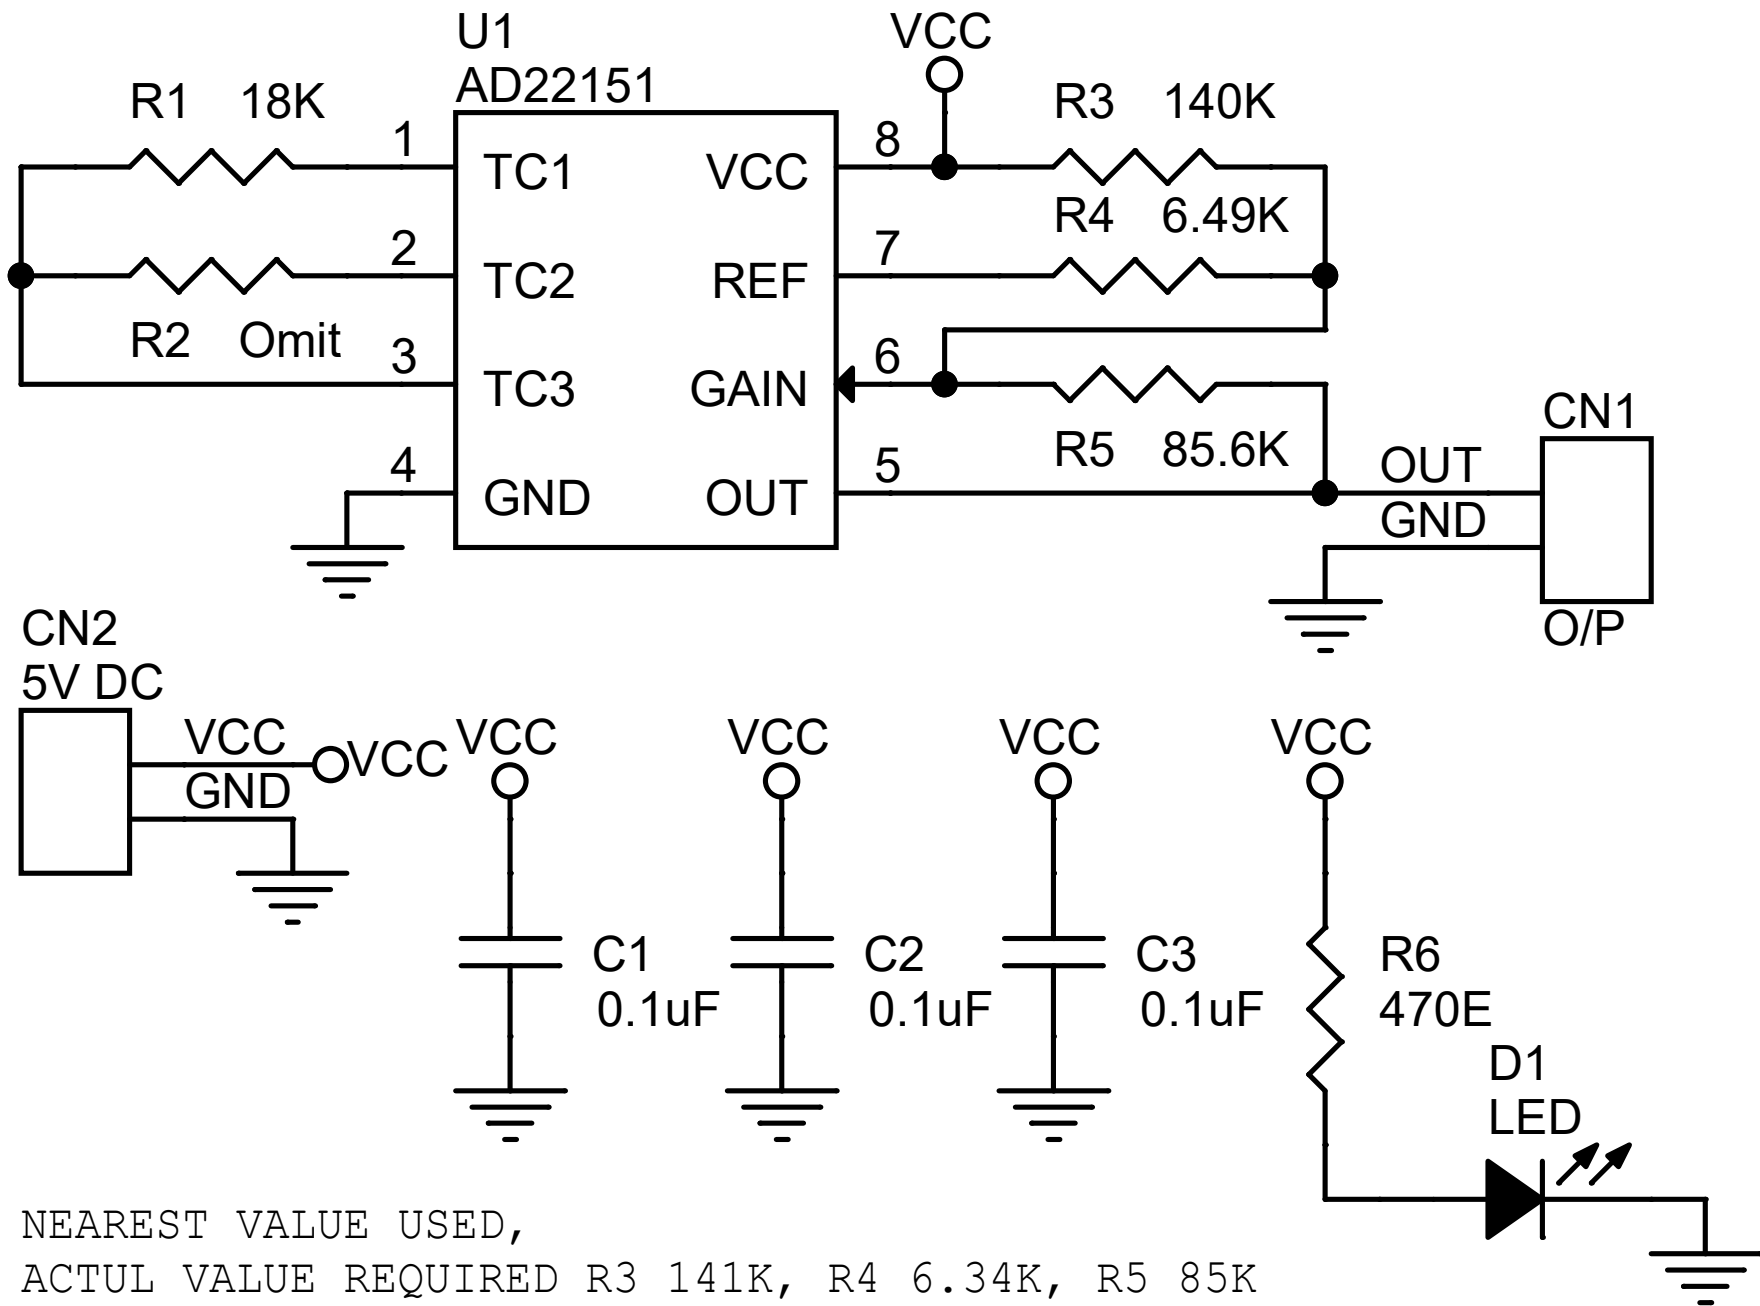 U1
AD22151
VCC
R1 18K
R3 140K
1
8
TC1
VCC
R4 6.49K
2
7
TC2
REF
R2 Omit
3
6
TC3
GAIN
CN1
R5 85.6K
4
5
OUT
GND
OUT
GND
O/P
CN2
5V DC
VCC
VCC
GND
VCC
VCC
VCC
VCC
C1
0.1uF
C2
0.1uF
C3
0.1uF
R6
470E
D1
LED
NEAREST VALUE USED,
ACTUL VALUE REQUIRED R3 141K, R4 6.34K, R5 85K